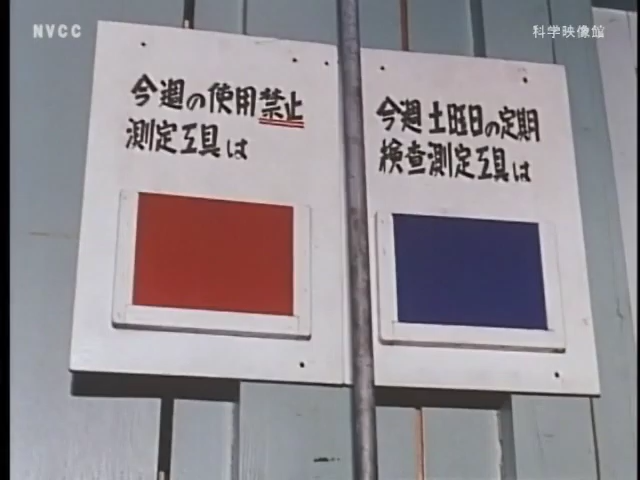 NVCC
科学映像館
今週の使用禁止
測定工具は
今週土旺日の定期
検査測定工具は